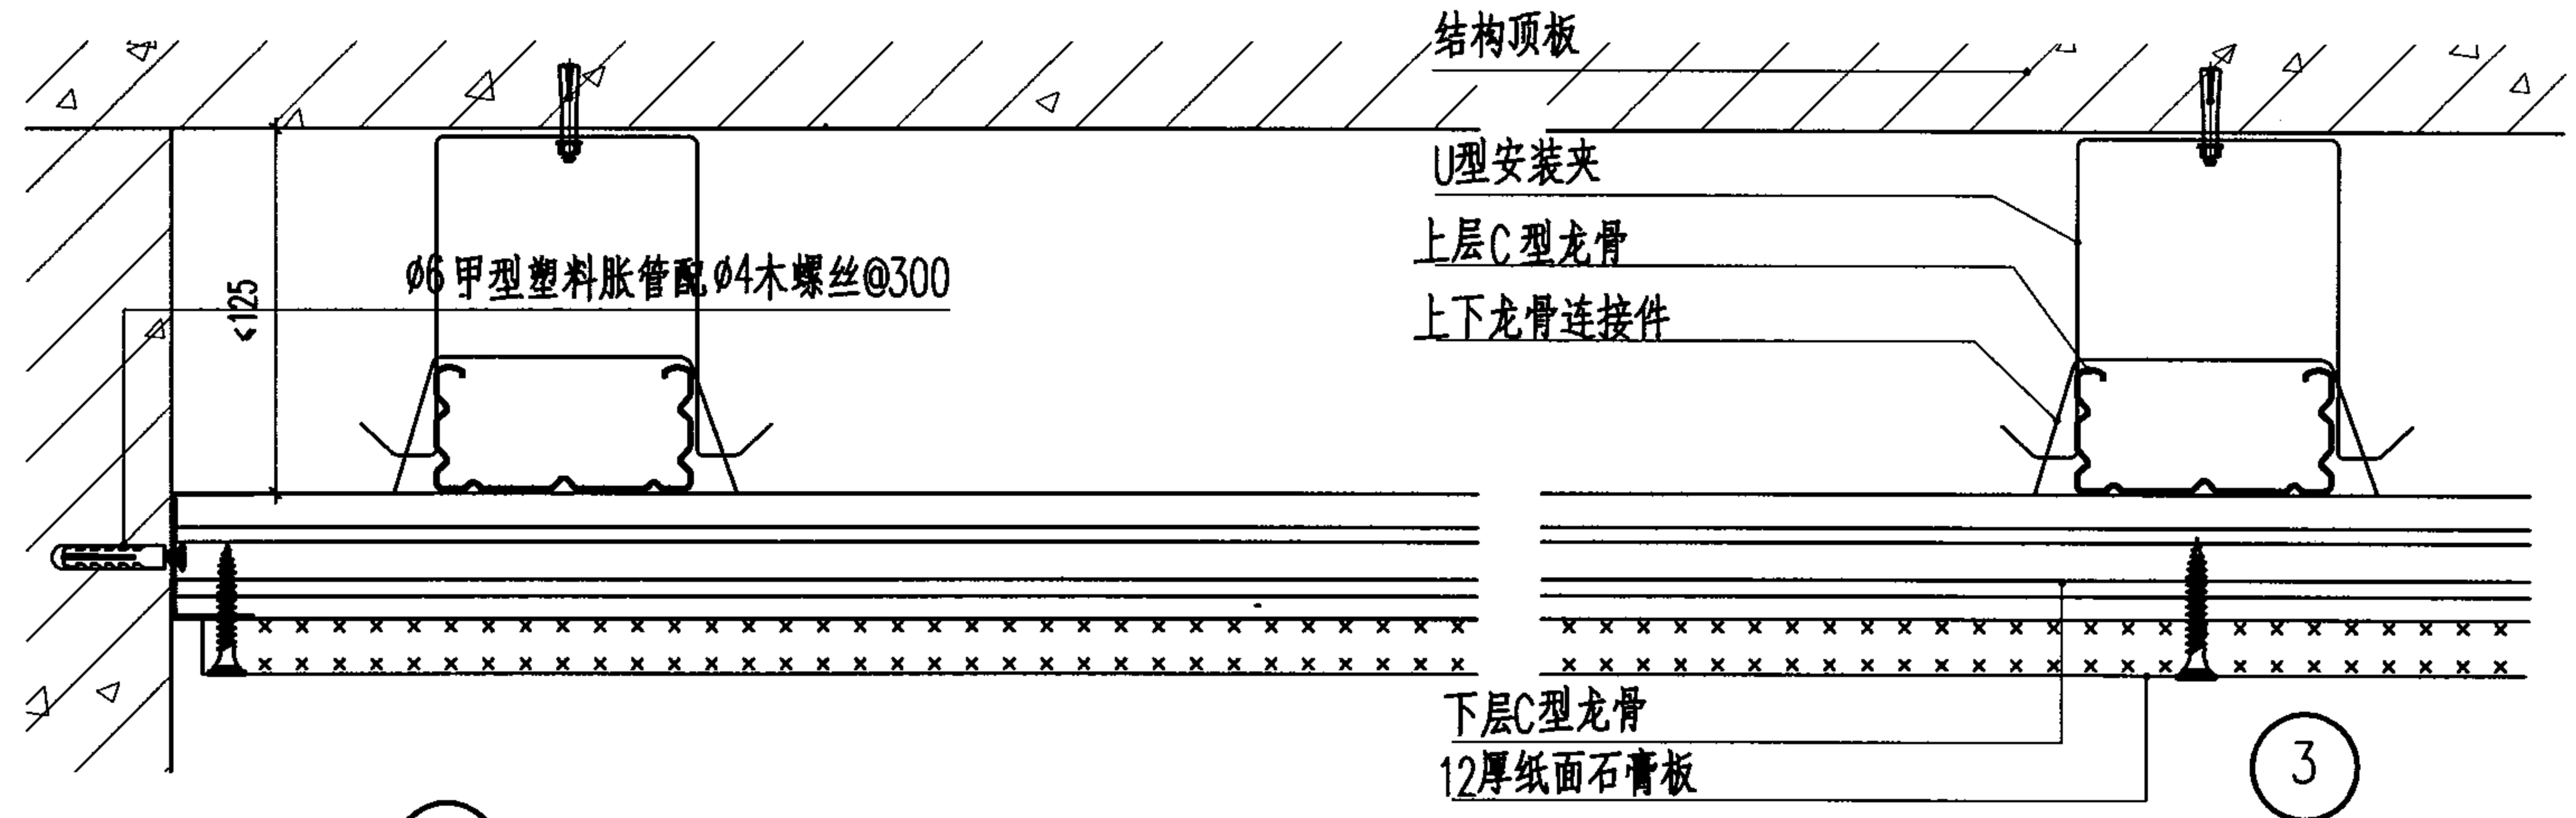 结构顶板
U型安装夹
上层C型龙骨
ø6甲型塑料胀管配ø4木螺丝@300
<125
上下龙骨连接件
下层C型龙骨
12厚纸面石膏板
3